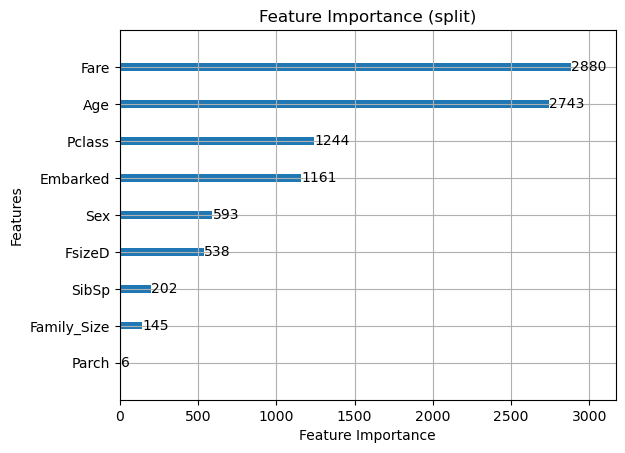 Feature Importance (split)
Features
Fare 2880
Age 2743
Pclass 1244
Embarked 1161
Sex 593
FsizeD 538
SibSp 202
Family_Size 145
Parch 6
0 500 1000 1500 2000 2500 3000
Feature Importance